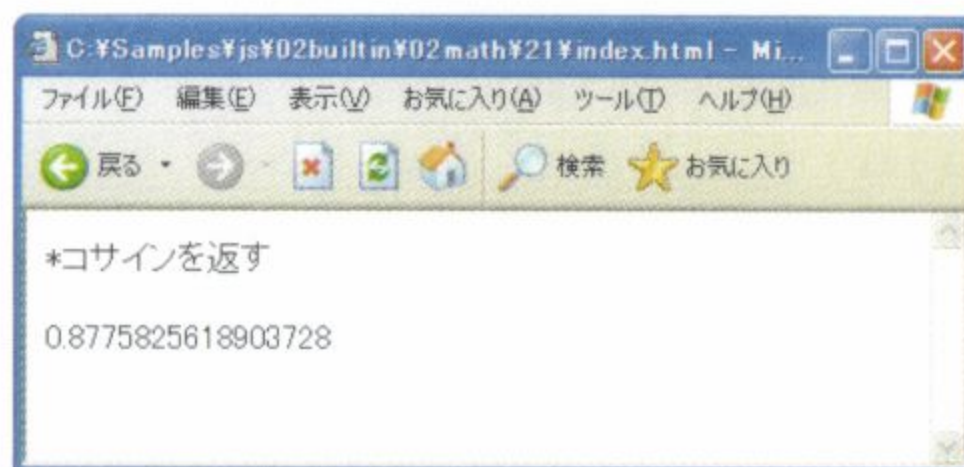 C:¥Samples¥js¥02builtin¥02math¥21¥index.html - Mi...
ファイル(F) 編集(E) 表示(V) お気に入り(A) ツール(T) ヘルプ(H)
戻る 検索 お気に入り
*コサインを返す
0.8775825618903728